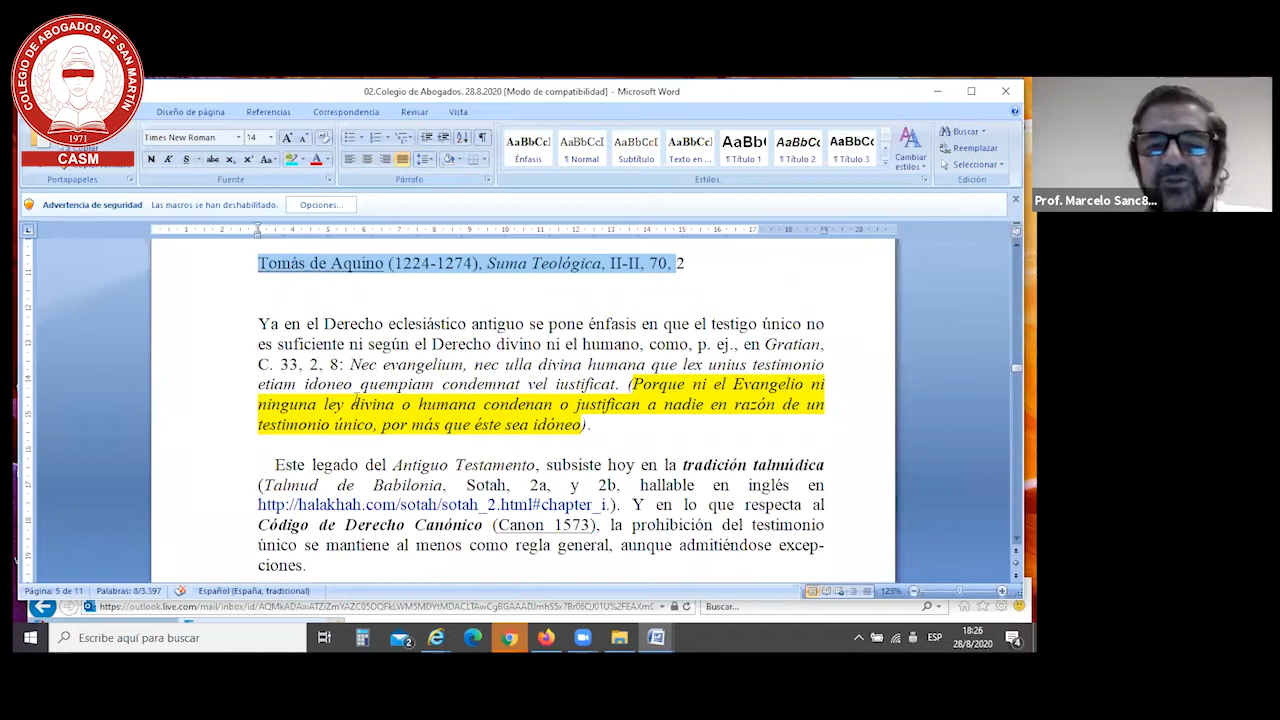 COLEGIO DE ABOGADOS DE SAN MARTÍN
1971
CASM
02.Colegio de Abogados. 28.8.2020 [Modo de compatibilidad] - Microsoft Word
Diseño de página Referencias Correspondencia Revisar Vista
Times New Roman 14
AaBbCc AaBbCc AaBbCc AaBbCc AaBb( AaBbCc AaBbC
Énfasis ¶ Normal Subtítulo Texto en ... ¶ Título 1 ¶ Título 2 ¶ Título 3
Cambiar estilos
Buscar
Reemplazar
Seleccionar
Portapapeles Fuente Párrafo Estilos Edición
Advertencia de seguridad Las macros se han deshabilitado. Opciones...
Tomás de Aquino (1224-1274), Suma Teológica, II-II, 70, 2
Ya en el Derecho eclesiástico antiguo se pone énfasis en que el testigo único no
es suficiente ni según el Derecho divino ni el humano, como, p. ej., en Gratian,
C. 33, 2, 8: Nec evangelium, nec ulla divina humana que lex unius testimonio
etiam idoneo quempiam condemnat vel iustificat. (Porque ni el Evangelio ni
ninguna ley divina o humana condenan o justifican a nadie en razón de un
testimonio único, por más que éste sea idóneo).
Este legado del Antiguo Testamento, subsiste hoy en la tradición talmúdica
(Talmud de Babilonia, Sotah, 2a, y 2b, hallable en inglés en
http://halakhah.com/sotah/sotah_2.html#chapter_i.). Y en lo que respecta al
Código de Derecho Canónico (Canon 1573), la prohibición del testimonio
único se mantiene al menos como regla general, aunque admitiéndose excep-
ciones.
Página: 5 de 11 Palabras: 8/3.397 Español (España, tradicional) 125%
Buscar...
Escribe aquí para buscar
ESP
18:26
28/8/2020
Prof. Marcelo Sanc8...